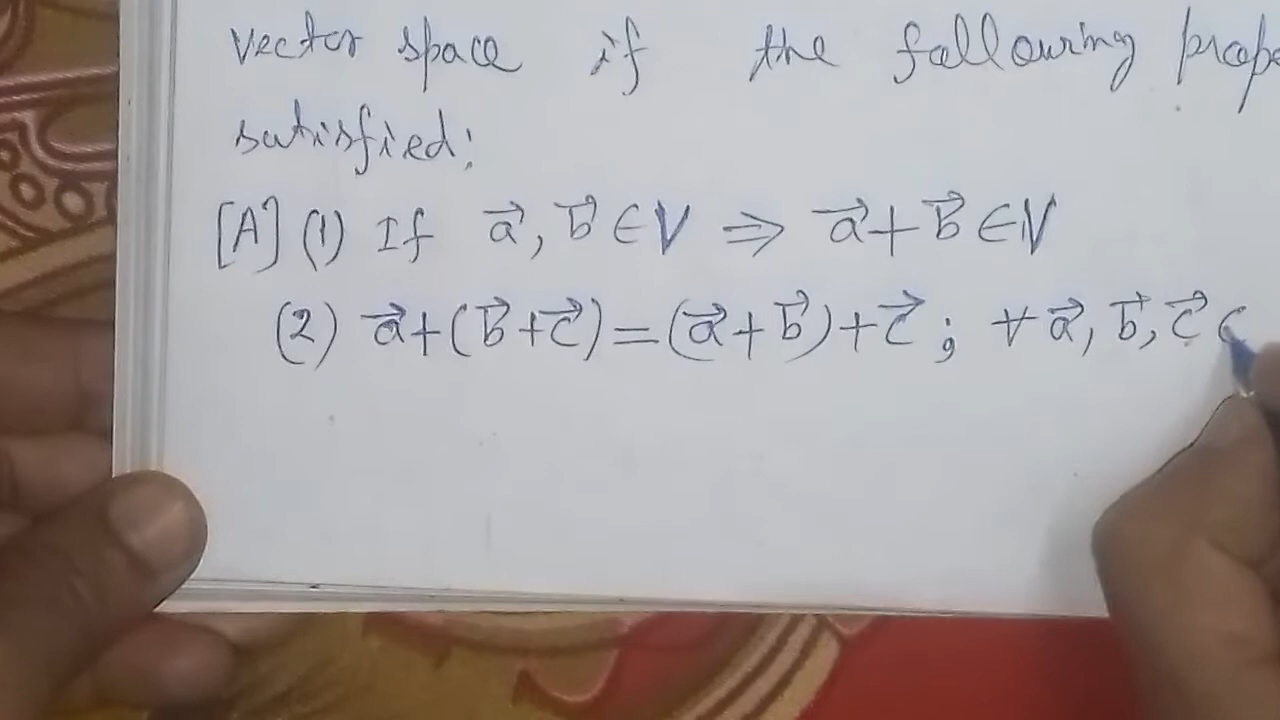 vector space if the following prope
satisfied:
[A] (1) If a⃗, b⃗ ∈ V ⇒ a⃗ + b⃗ ∈ V
(2) a⃗ + (b⃗ + c⃗) = (a⃗ + b⃗) + c⃗ ; ∀ a⃗, b⃗, c⃗